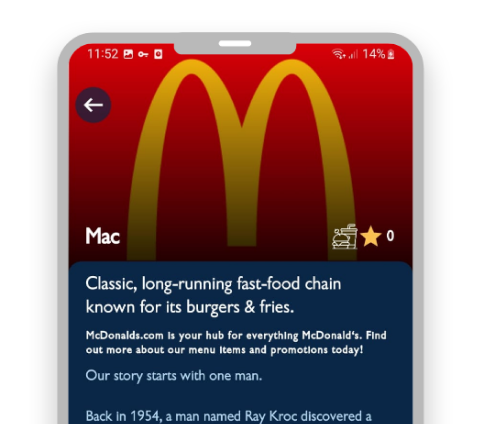 11:52 14%
Mac 0
Classic, long-running fast-food chain
known for its burgers & fries.
McDonalds.com is your hub for everything McDonald's. Find
out more about our menu items and promotions today!
Our story starts with one man.
Back in 1954, a man named Ray Kroc discovered a